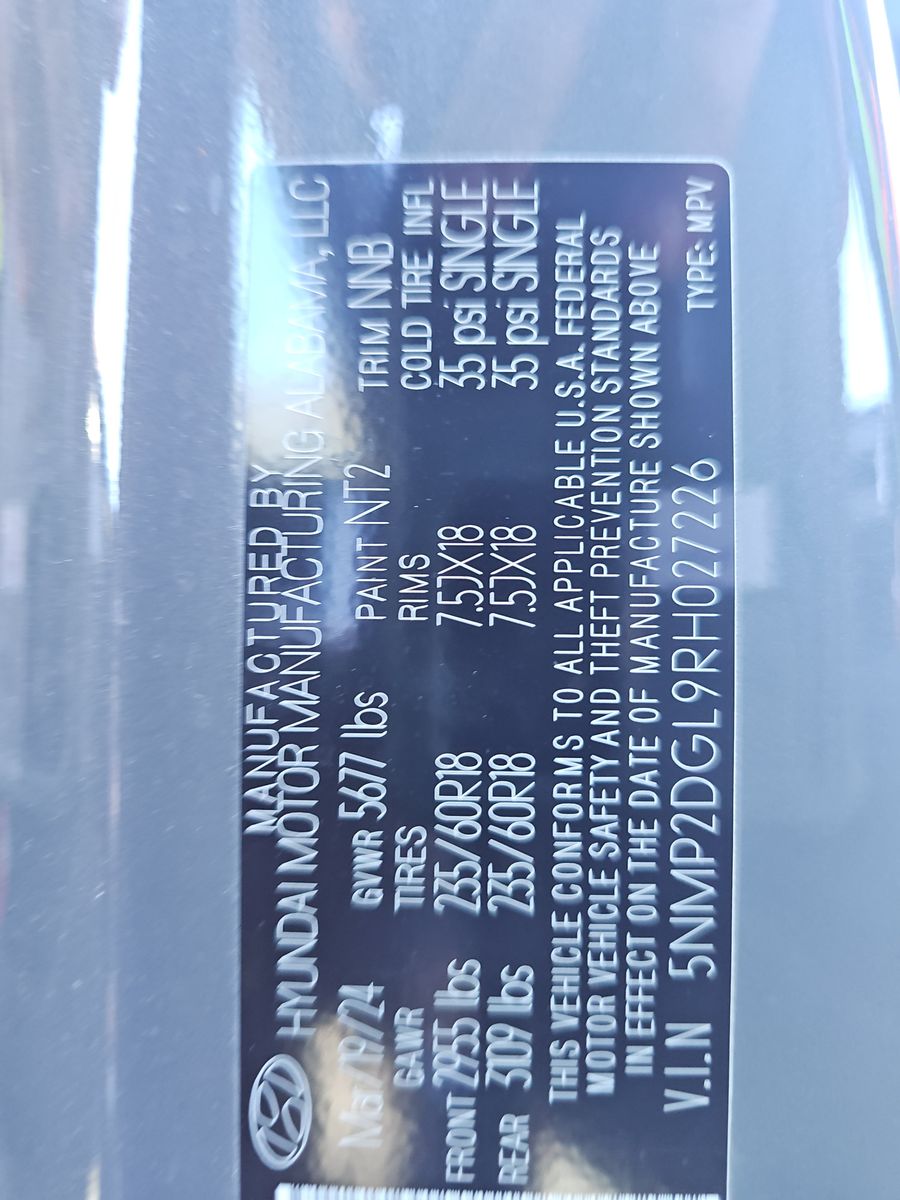 MANUFACTURED BY
HYUNDAI MOTOR MANUFACTURING ALABAMA, LLC
Mar/19/24 GVWR 5677 lbs PAINT NT2 TRIM NNB
GAWR TIRES RIMS COLD TIRE INFL
FRONT 2955 lbs 235/60R18 7.5JX18 35 psi SINGLE
REAR 3109 lbs 235/60R18 7.5JX18 35 psi SINGLE
THIS VEHICLE CONFORMS TO ALL APPLICABLE U.S.A. FEDERAL
MOTOR VEHICLE SAFETY AND THEFT PREVENTION STANDARDS
IN EFFECT ON THE DATE OF MANUFACTURE SHOWN ABOVE
V.I.N 5NMP2DGL9RH027226 TYPE: MPV